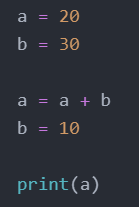 a = 20
b = 30
a = a + b
b = 10
print(a)